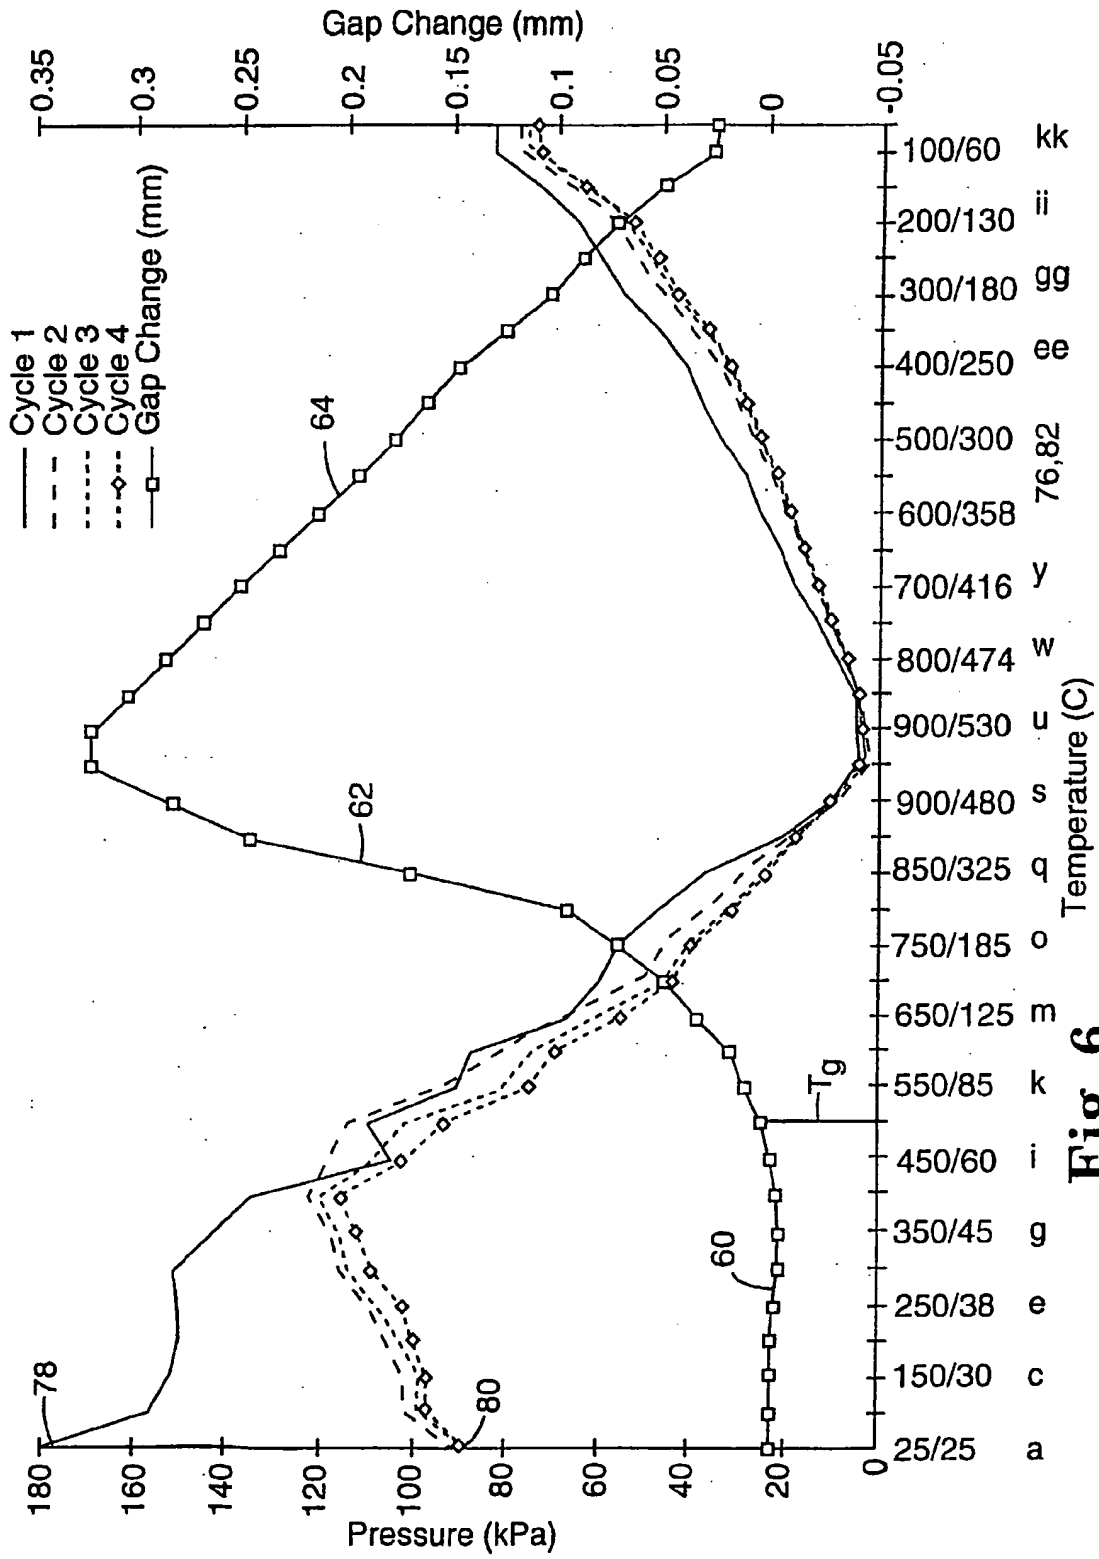 Cycle 1
Cycle 2
Cycle 3
Cycle 4
Gap Change (mm)
Pressure (kPa)
180
160
140
120
100
80
60
40
20
0
Gap Change (mm)
0.35
0.3
0.25
0.2
0.15
0.1
0.05
0
-0.05
78
80
60
62
64
Tg
25/25
150/30
250/38
350/45
450/60
550/85
650/125
750/185
850/325
900/480
900/530
800/474
700/416
600/358
500/300
400/250
300/180
200/130
100/60
a
c
e
g
i
k
m
o
q
s
u
w
y
76,82
ee
gg
ii
kk
Temperature (C)
Fig. 6